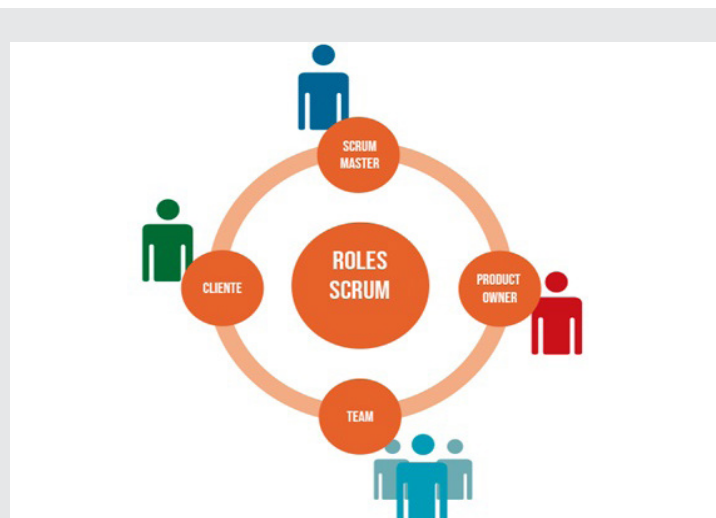 SCRUM
MASTER
ROLES
SCRUM
CLIENTE
PRODUCT
OWNER
TEAM